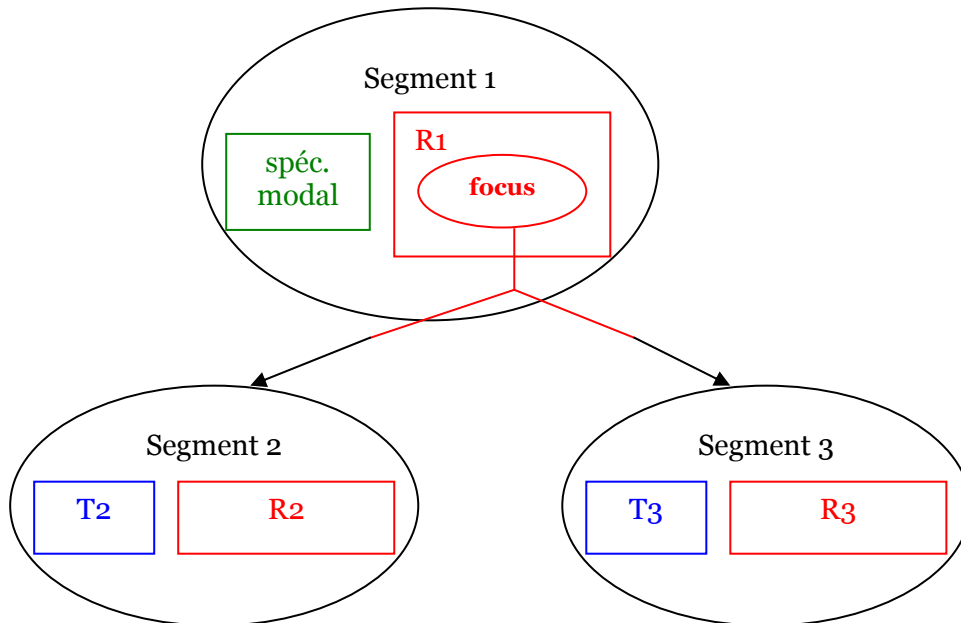 Segment 1
R1
spéc.
modal
focus
Segment 2
T2 R2
Segment 3
T3 R3